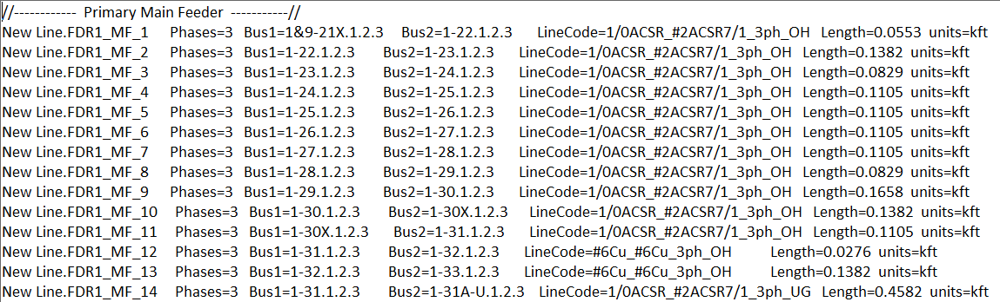 //------------  Primary Main Feeder  -----------//
New Line.FDR1_MF_1     Phases=3   Bus1=1&9-21X.1.2.3     Bus2=1-22.1.2.3       LineCode=1/0ACSR_#2ACSR7/1_3ph_OH   Length=0.0553  units=kft
New Line.FDR1_MF_2     Phases=3   Bus1=1-22.1.2.3        Bus2=1-23.1.2.3       LineCode=1/0ACSR_#2ACSR7/1_3ph_OH   Length=0.1382  units=kft
New Line.FDR1_MF_3     Phases=3   Bus1=1-23.1.2.3        Bus2=1-24.1.2.3       LineCode=1/0ACSR_#2ACSR7/1_3ph_OH   Length=0.0829  units=kft
New Line.FDR1_MF_4     Phases=3   Bus1=1-24.1.2.3        Bus2=1-25.1.2.3       LineCode=1/0ACSR_#2ACSR7/1_3ph_OH   Length=0.1105  units=kft
New Line.FDR1_MF_5     Phases=3   Bus1=1-25.1.2.3        Bus2=1-26.1.2.3       LineCode=1/0ACSR_#2ACSR7/1_3ph_OH   Length=0.1105  units=kft
New Line.FDR1_MF_6     Phases=3   Bus1=1-26.1.2.3        Bus2=1-27.1.2.3       LineCode=1/0ACSR_#2ACSR7/1_3ph_OH   Length=0.1105  units=kft
New Line.FDR1_MF_7     Phases=3   Bus1=1-27.1.2.3        Bus2=1-28.1.2.3       LineCode=1/0ACSR_#2ACSR7/1_3ph_OH   Length=0.1105  units=kft
New Line.FDR1_MF_8     Phases=3   Bus1=1-28.1.2.3        Bus2=1-29.1.2.3       LineCode=1/0ACSR_#2ACSR7/1_3ph_OH   Length=0.0829  units=kft
New Line.FDR1_MF_9     Phases=3   Bus1=1-29.1.2.3        Bus2=1-30.1.2.3       LineCode=1/0ACSR_#2ACSR7/1_3ph_OH   Length=0.1658  units=kft
New Line.FDR1_MF_10    Phases=3   Bus1=1-30.1.2.3        Bus2=1-30X.1.2.3      LineCode=1/0ACSR_#2ACSR7/1_3ph_OH   Length=0.1382  units=kft
New Line.FDR1_MF_11    Phases=3   Bus1=1-30X.1.2.3       Bus2=1-31.1.2.3       LineCode=1/0ACSR_#2ACSR7/1_3ph_OH   Length=0.1105  units=kft
New Line.FDR1_MF_12    Phases=3   Bus1=1-31.1.2.3        Bus2=1-32.1.2.3       LineCode=#6Cu_#6Cu_3ph_OH           Length=0.0276  units=kft
New Line.FDR1_MF_13    Phases=3   Bus1=1-32.1.2.3        Bus2=1-33.1.2.3       LineCode=#6Cu_#6Cu_3ph_OH           Length=0.1382  units=kft
New Line.FDR1_MF_14    Phases=3   Bus1=1-31.1.2.3        Bus2=1-31A-U.1.2.3    LineCode=1/0ACSR_#2ACSR7/1_3ph_UG   Length=0.4582  units=kft